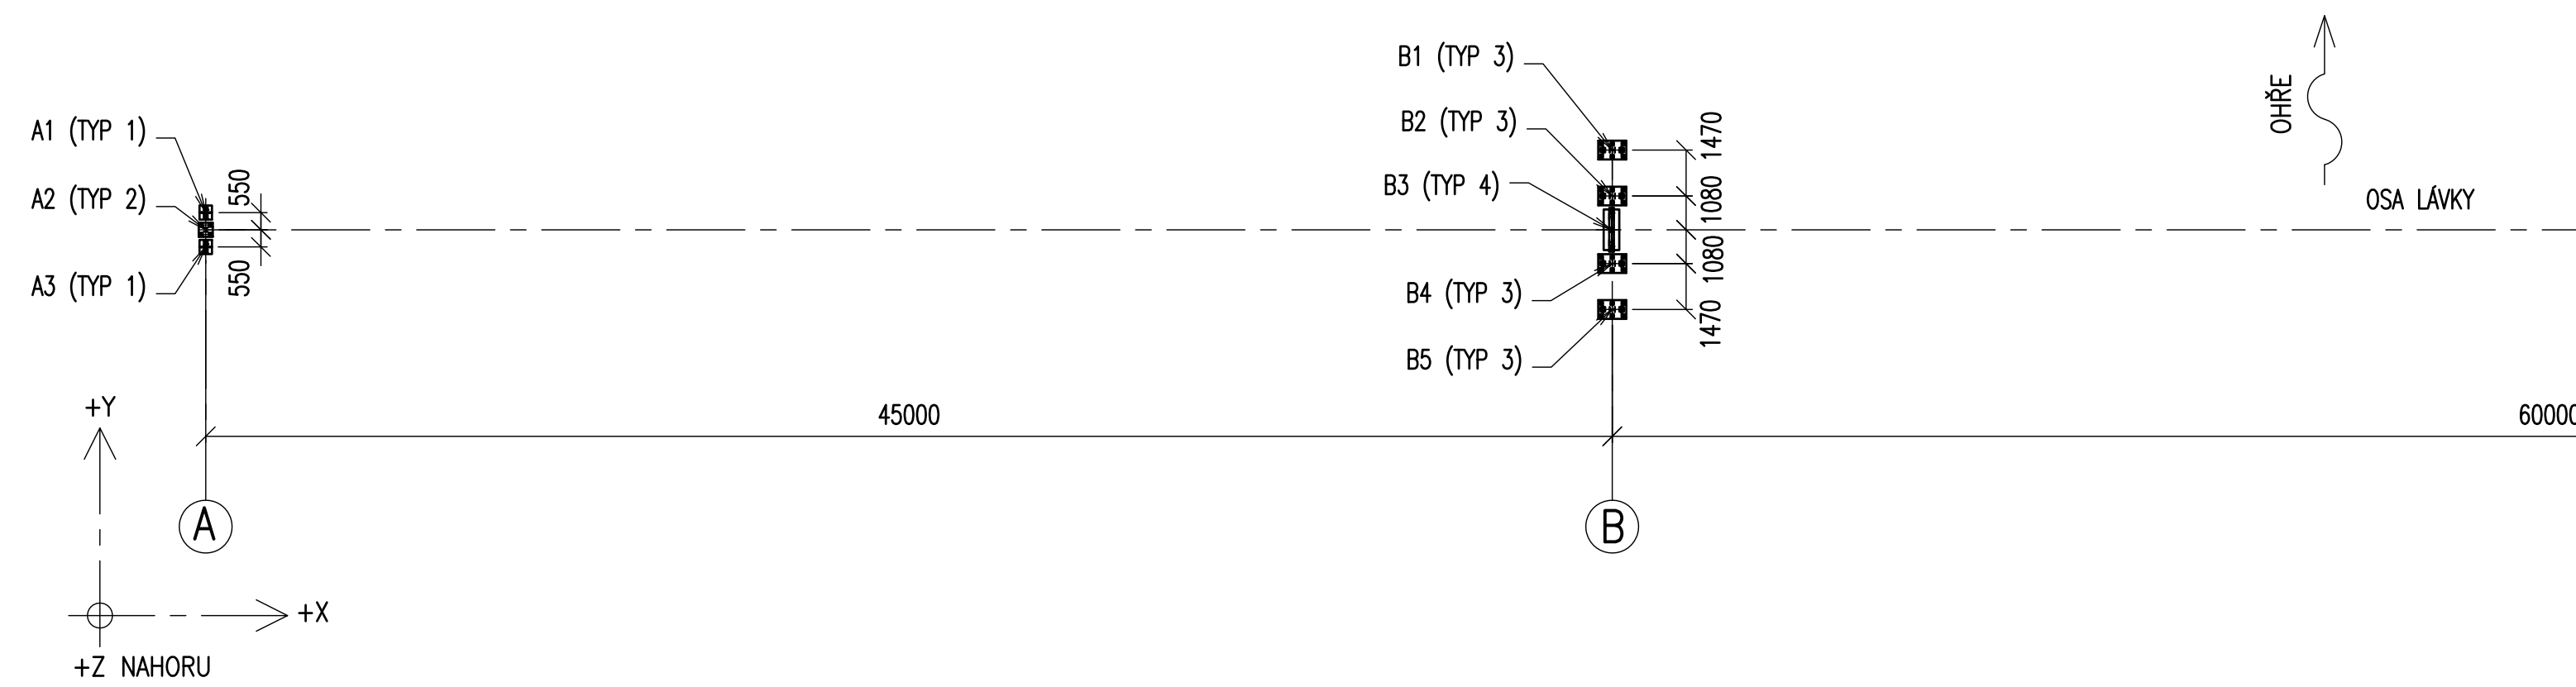 B1 (TYP 3)
B2 (TYP 3)
B3 (TYP 4)
B4 (TYP 3)
B5 (TYP 3)
1470
1080
1080
1470
A1 (TYP 1)
A2 (TYP 2)
A3 (TYP 1)
550
550
OHŘE
OSA LÁVKY
45000
60000
A
B
+Y
+X
+Z NAHORU